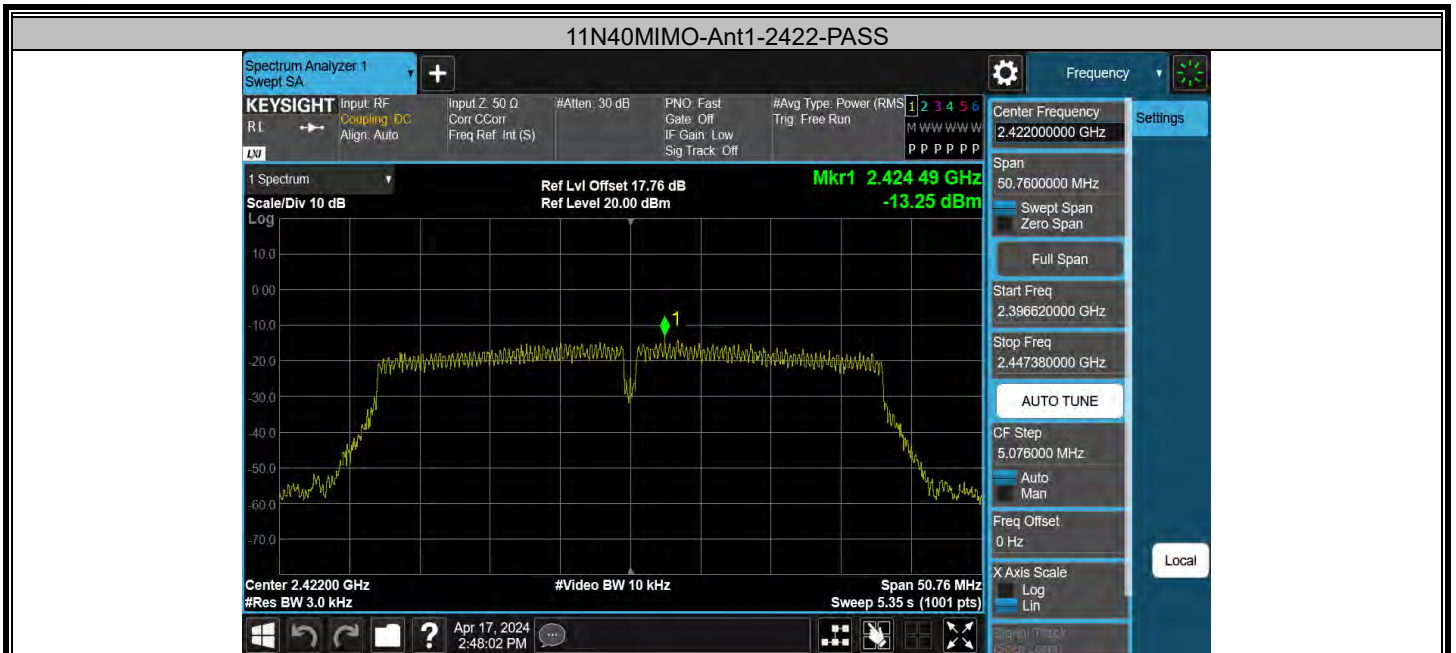 11N40MIMO-Ant1-2422-PASS
Spectrum Analyzer 1
Swept SA
Frequency
KEYSIGHT
RL
LXI
Input: RF
Coupling: DC
Align: Auto
Input Z: 50 Ω
Corr CCorr
Freq Ref: Int (S)
#Atten: 30 dB
PNO: Fast
Gate: Off
IF Gain: Low
Sig Track: Off
#Avg Type: Power (RMS
Trig: Free Run
1 2 3 4 5 6
M W W W W W
P P P P P P
1 Spectrum
Scale/Div 10 dB
Log
Ref Lvl Offset 17.76 dB
Ref Level 20.00 dBm
Mkr1 2.424 49 GHz
-13.25 dBm
10.0
0.00
-10.0
-20.0
-30.0
-40.0
-50.0
-60.0
-70.0
1
Center 2.42200 GHz
#Res BW 3.0 kHz
#Video BW 10 kHz
Span 50.76 MHz
Sweep 5.35 s (1001 pts)
Apr 17, 2024
2:48:02 PM
Center Frequency
2.422000000 GHz
Settings
Span
50.7600000 MHz
Swept Span
Zero Span
Full Span
Start Freq
2.396620000 GHz
Stop Freq
2.447380000 GHz
AUTO TUNE
CF Step
5.076000 MHz
Auto
Man
Freq Offset
0 Hz
X Axis Scale
Log
Lin
Local